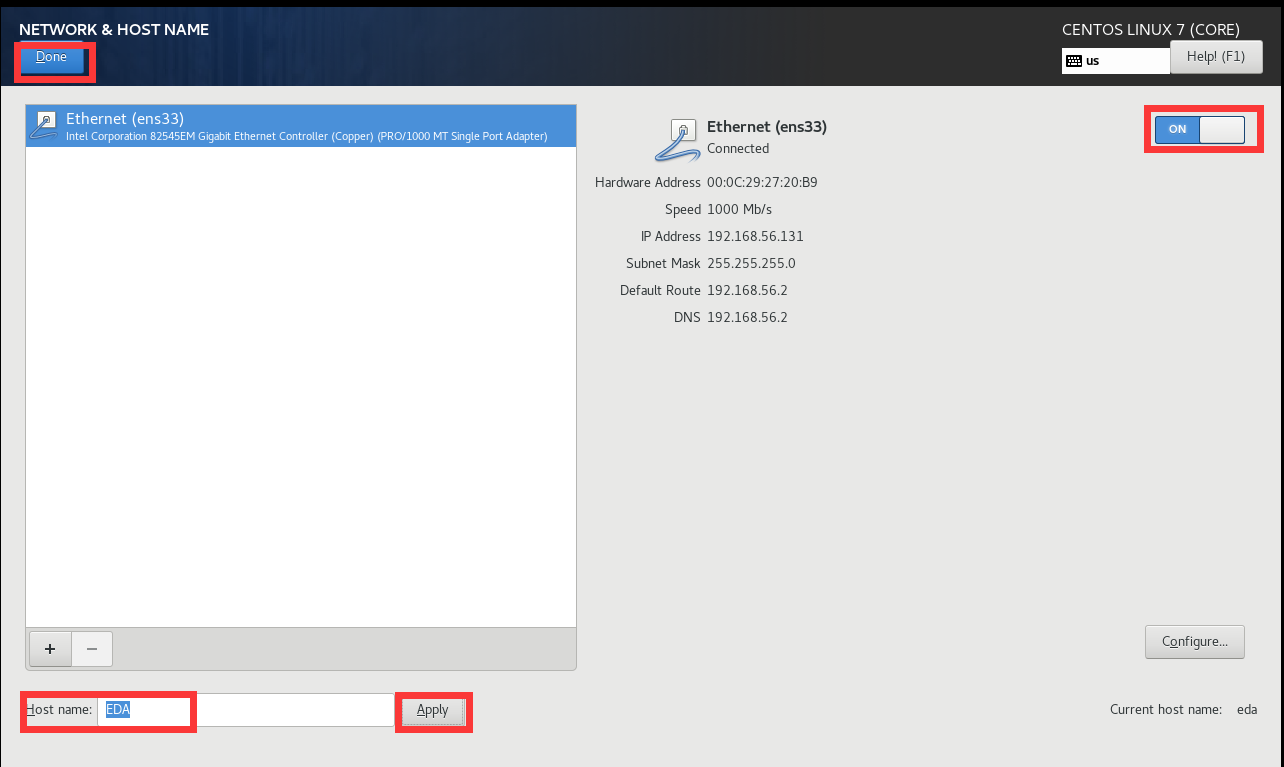 NETWORK & HOST NAME
CENTOS LINUX 7 (CORE)
Done
us
Help! (F1)
Ethernet (ens33)
Intel Corporation 82545EM Gigabit Ethernet Controller (Copper) (PRO/1000 MT Single Port Adapter)
Ethernet (ens33)
Connected
ON
Hardware Address 00:0C:29:27:20:B9
Speed 1000 Mb/s
IP Address 192.168.56.131
Subnet Mask 255.255.255.0
Default Route 192.168.56.2
DNS 192.168.56.2
+ −
Configure...
Host name: EDA Apply
Current host name: eda